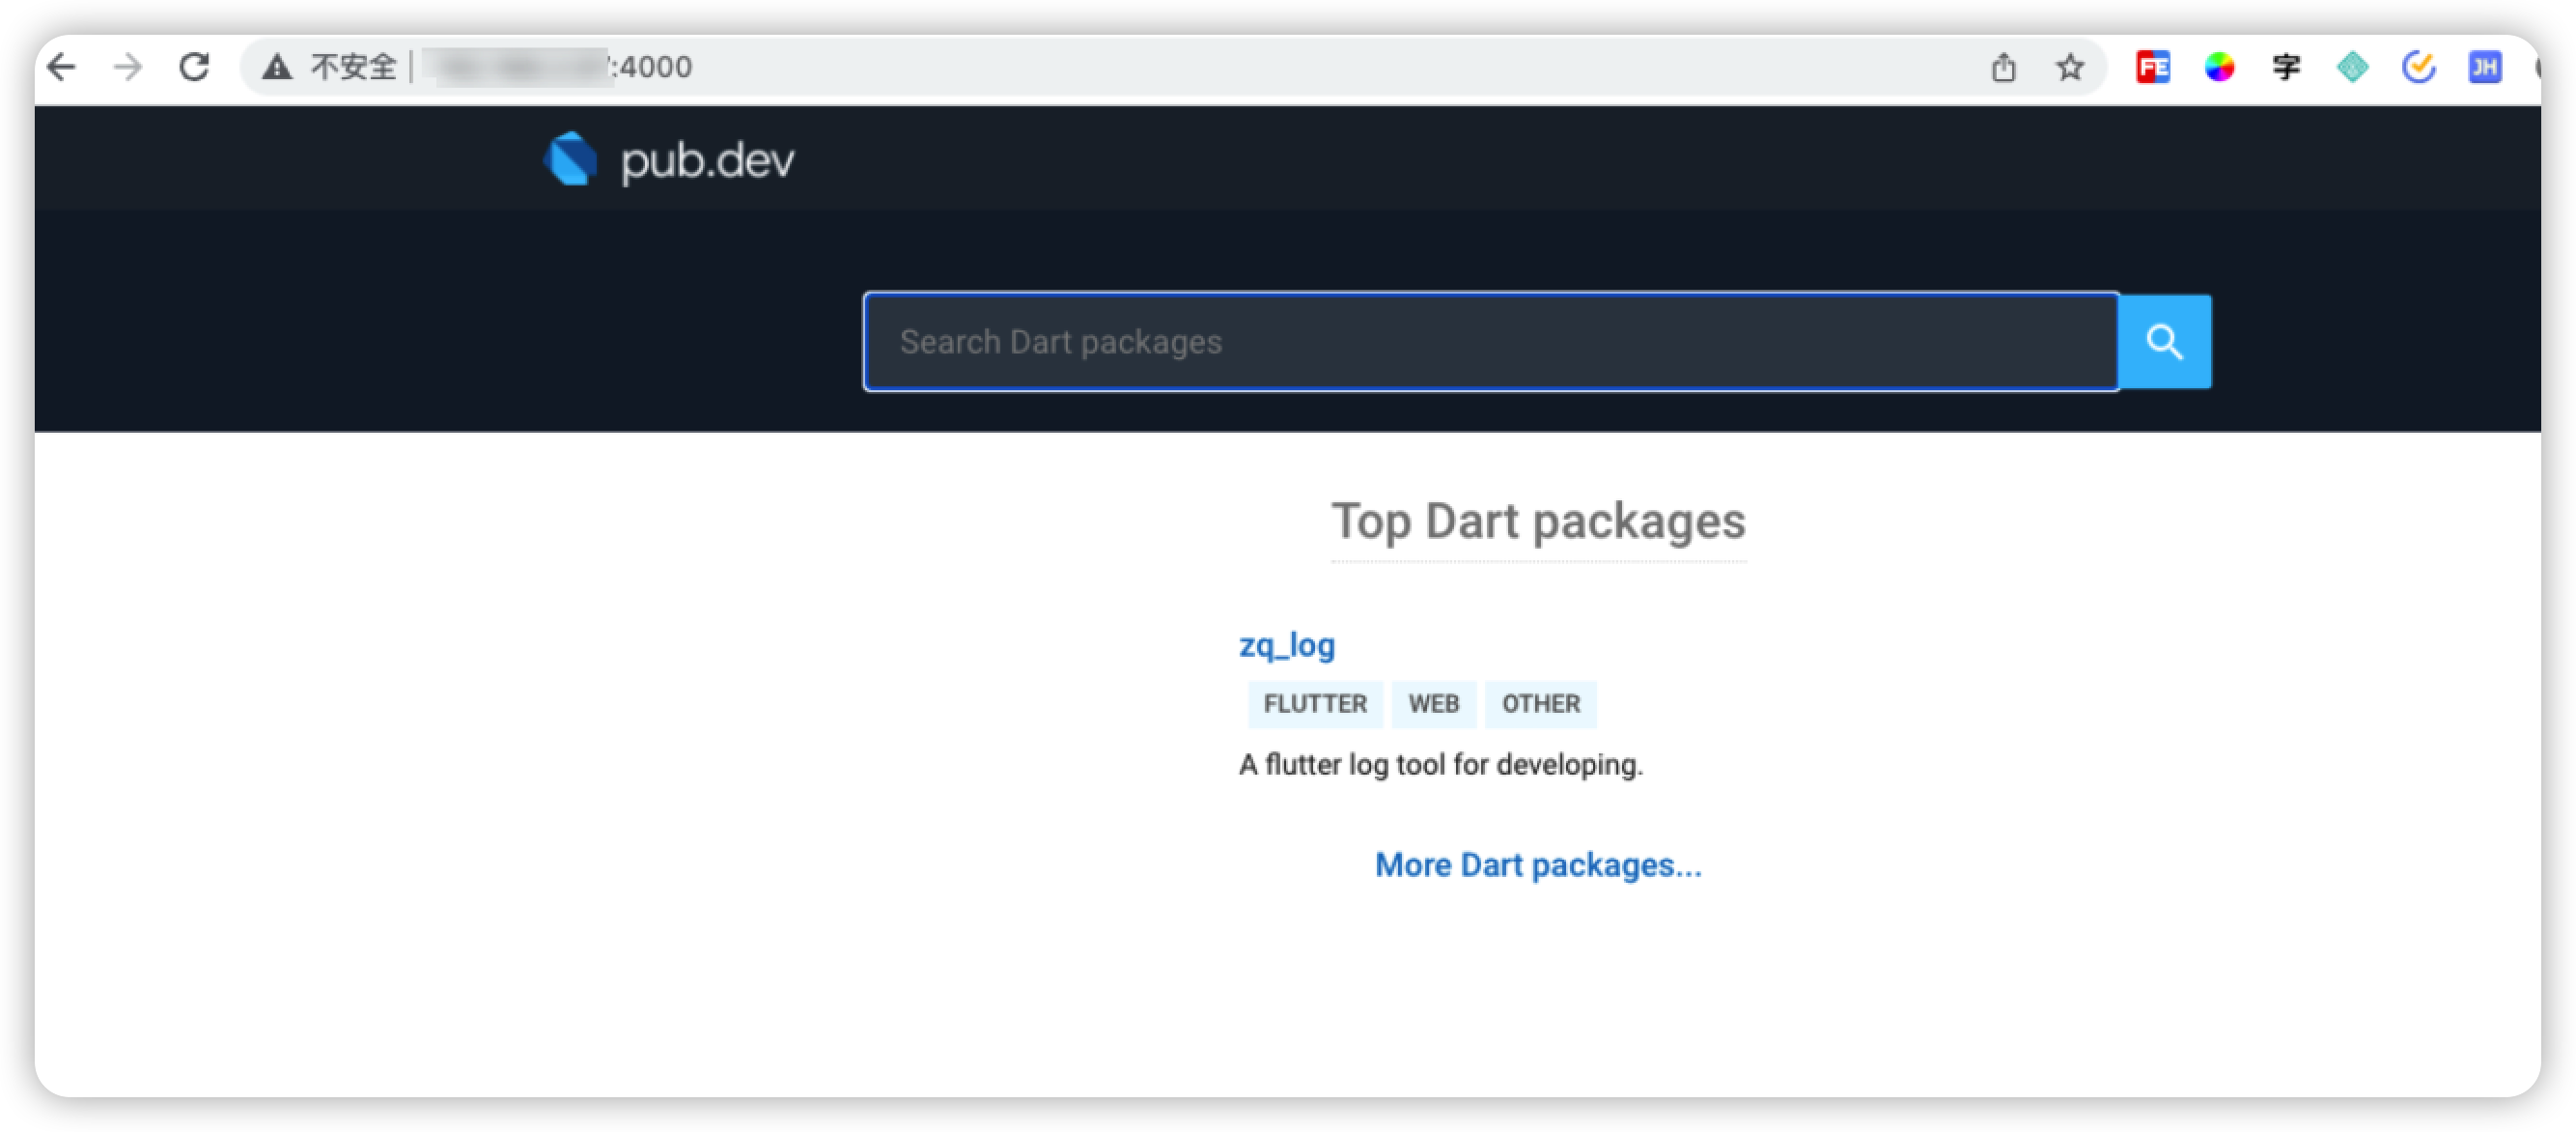 不安全 | :4000
FE
字
JH
pub.dev
Search Dart packages
Top Dart packages
zq_log
FLUTTER WEB OTHER
A flutter log tool for developing.
More Dart packages...